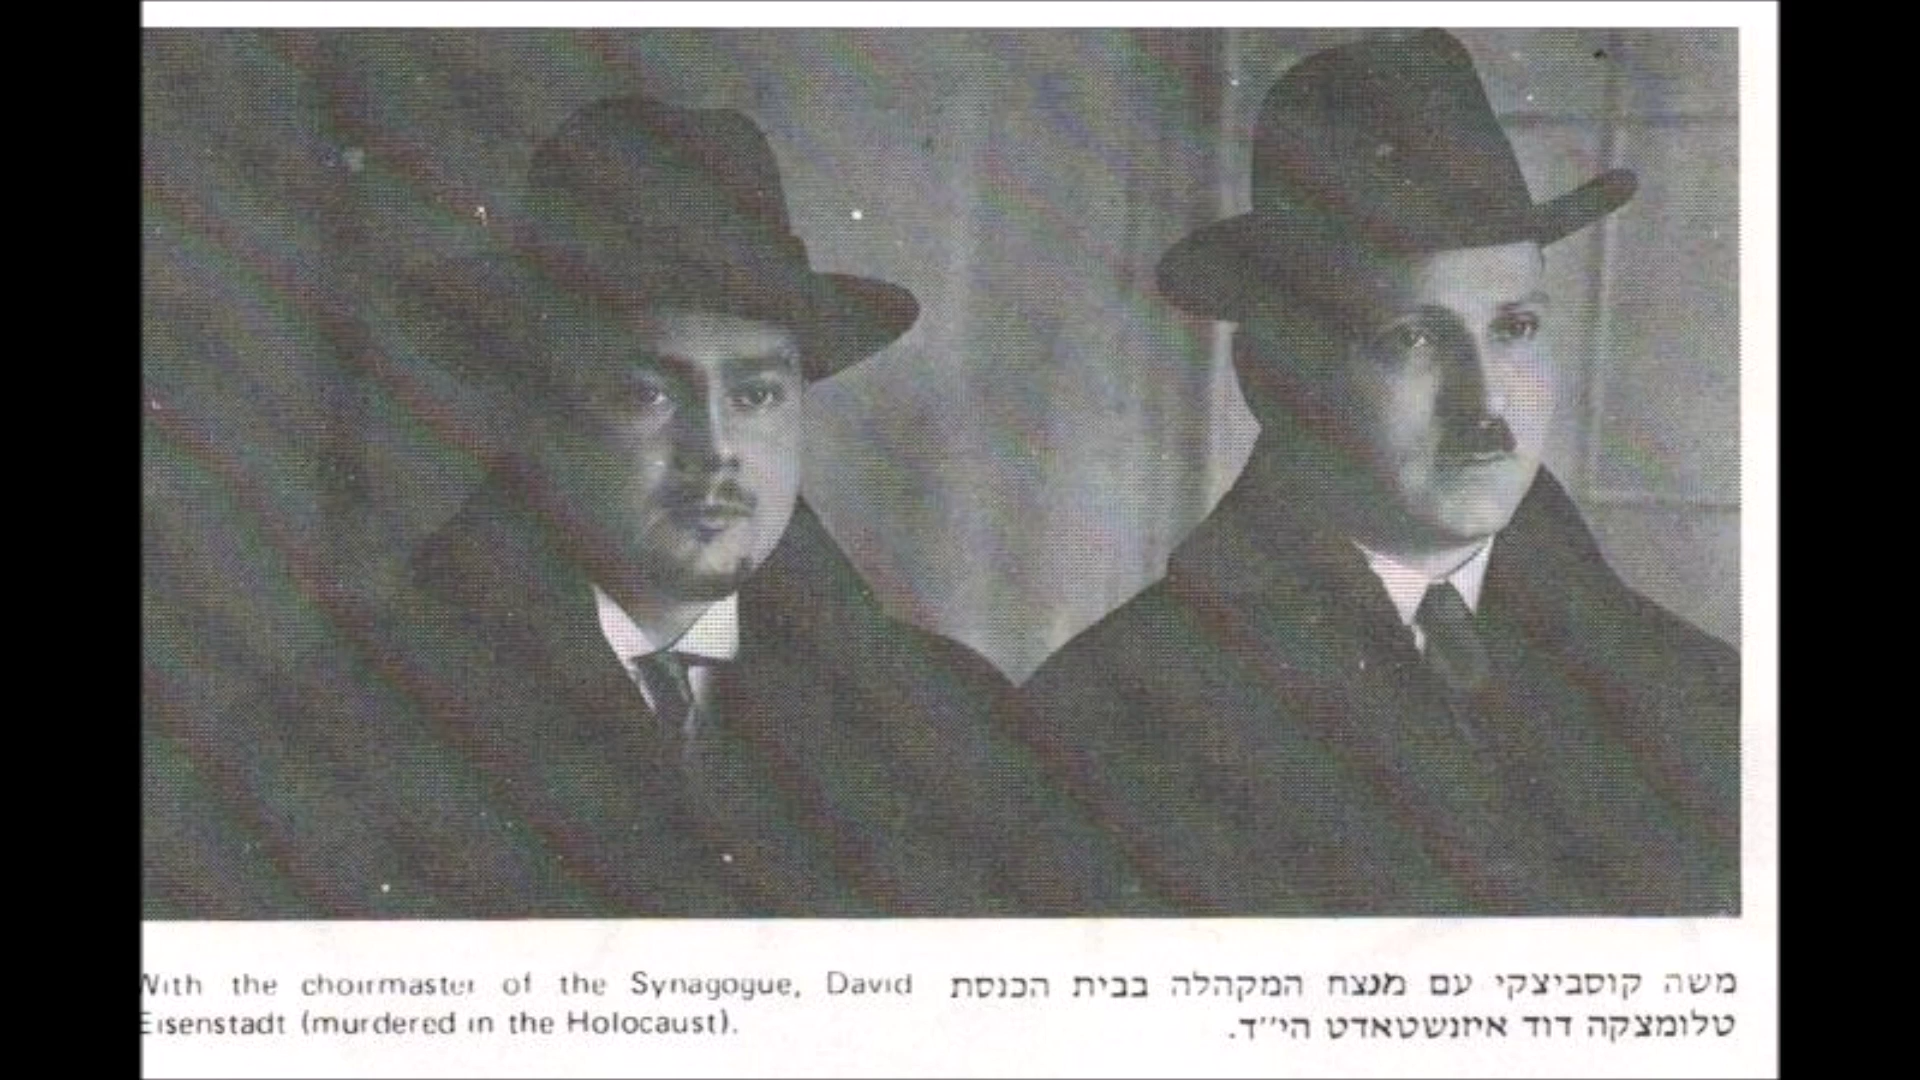 With the choirmaster of the Synagogue, David
Eisenstadt (murdered in the Holocaust).
משה קוסביצקי עם מנצח המקהלה בבית הכנסת
טלומצקה דוד איזנשטאדט הי״ד.